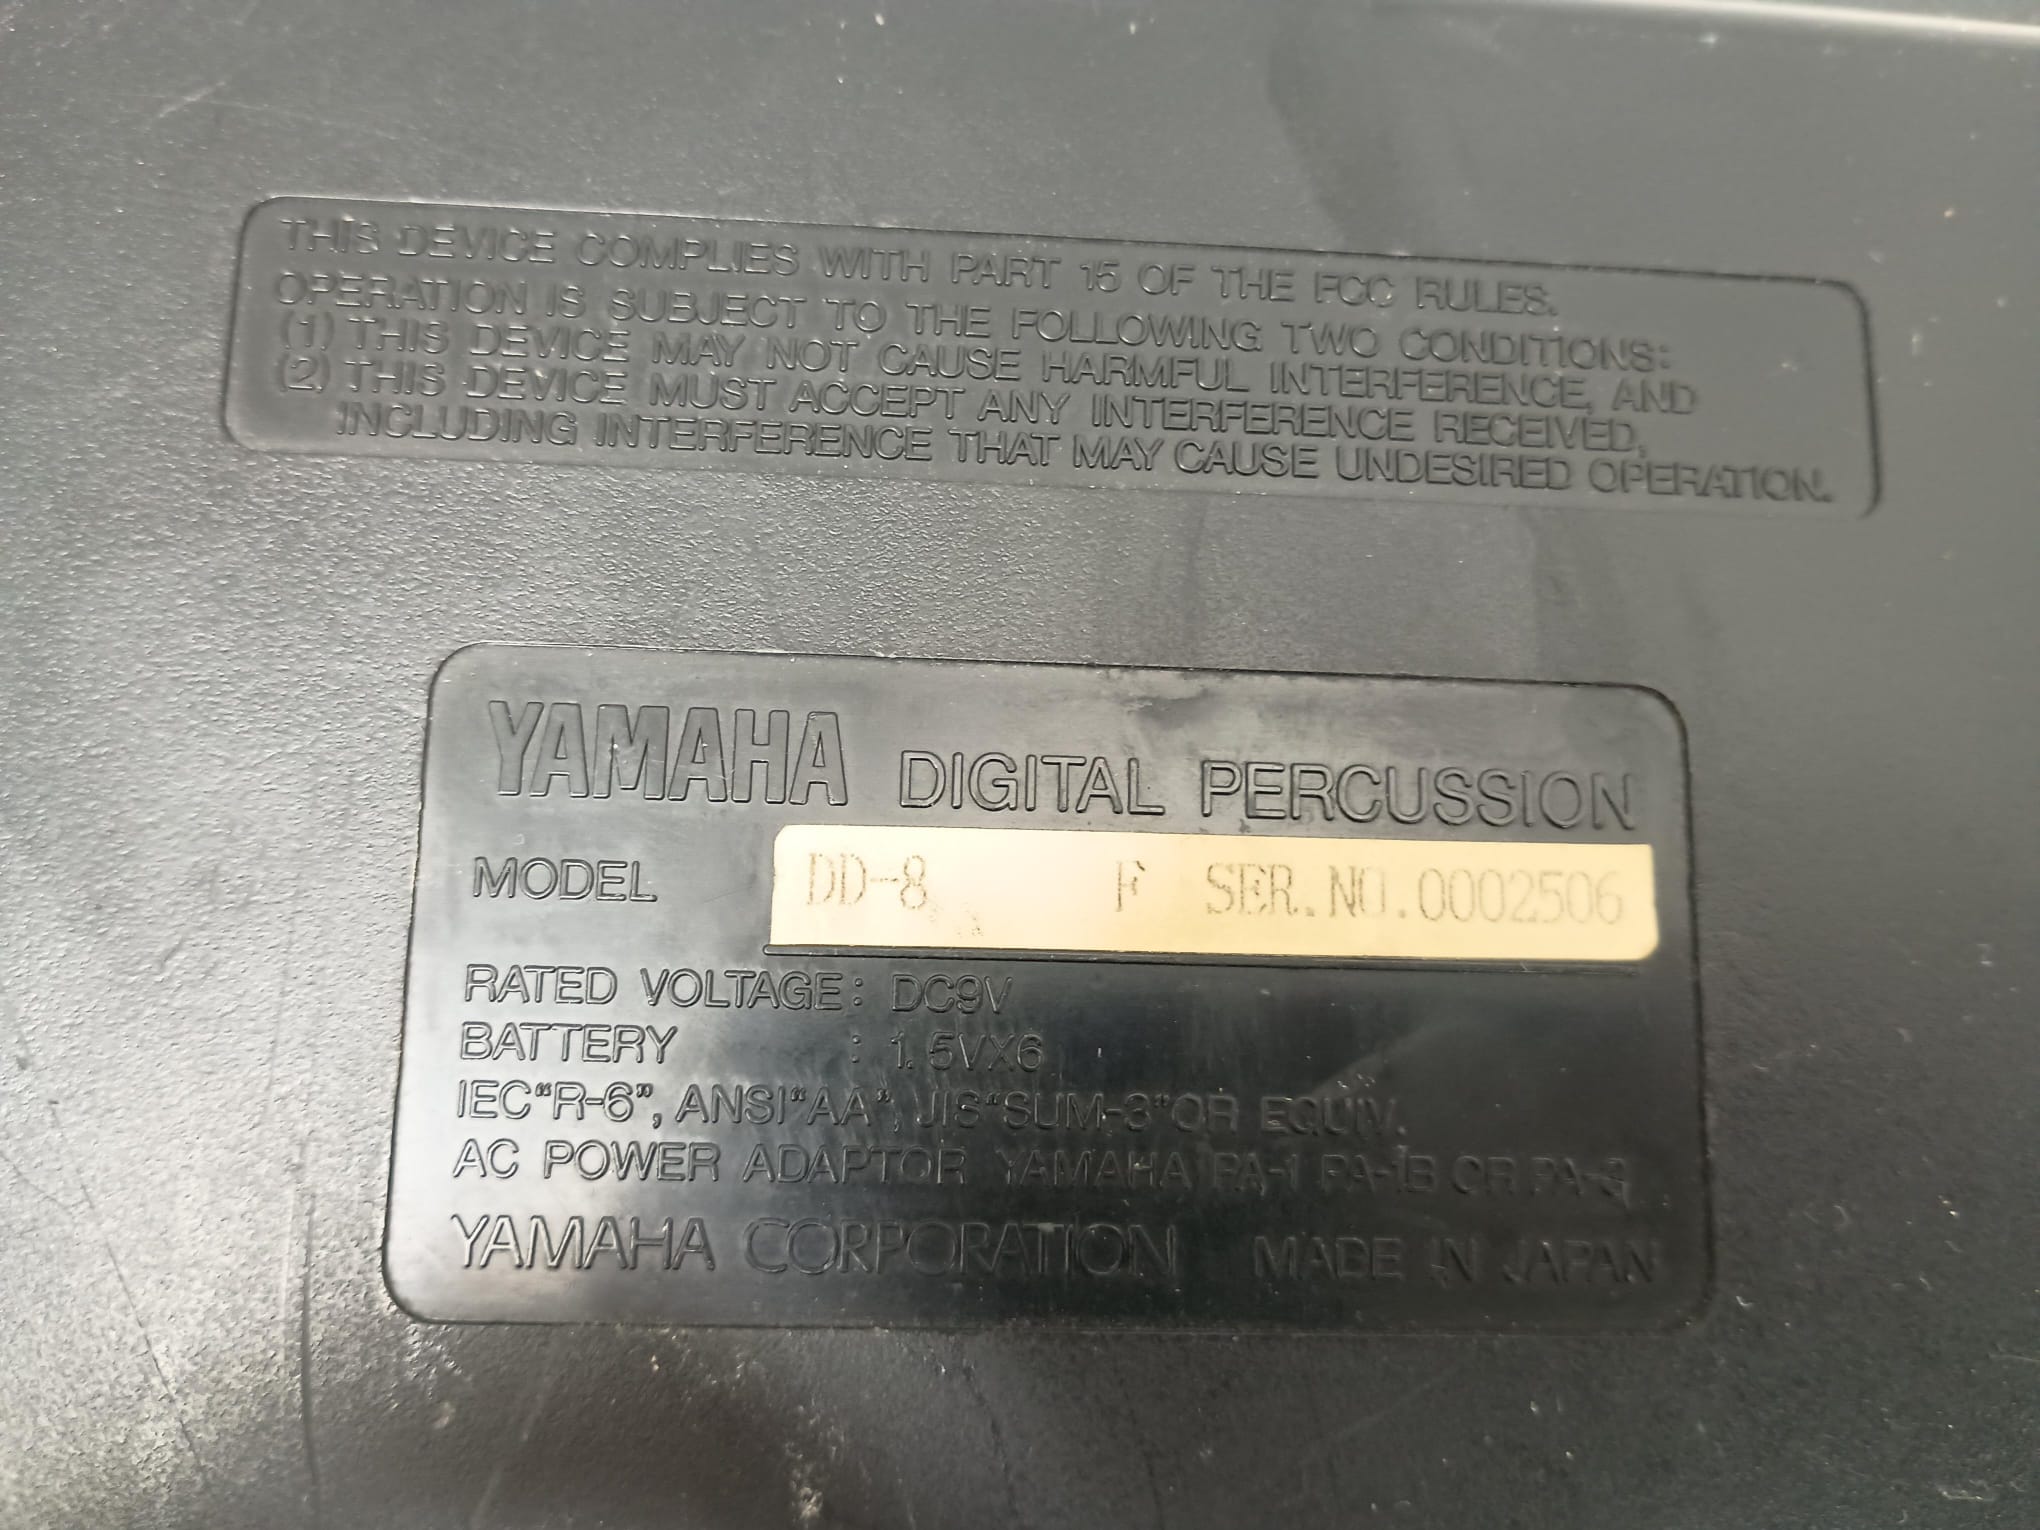 THIS DEVICE COMPLIES WITH PART 15 OF THE FCC RULES.
OPERATION IS SUBJECT TO THE FOLLOWING TWO CONDITIONS:
(1) THIS DEVICE MAY NOT CAUSE HARMFUL INTERFERENCE, AND
(2) THIS DEVICE MUST ACCEPT ANY INTERFERENCE RECEIVED,
INCLUDING INTERFERENCE THAT MAY CAUSE UNDESIRED OPERATION.
YAMAHA DIGITAL PERCUSSION
MODEL DD-8 F SER.NO.0002506
RATED VOLTAGE: DC9V
BATTERY : 1.5VX6
IEC“R-6”, ANSI“AA”, JIS“SUM-3”OR EQUIV.
AC POWER ADAPTOR YAMAHA PA-1 PA-1B OR PA-3
YAMAHA CORPORATION MADE IN JAPAN